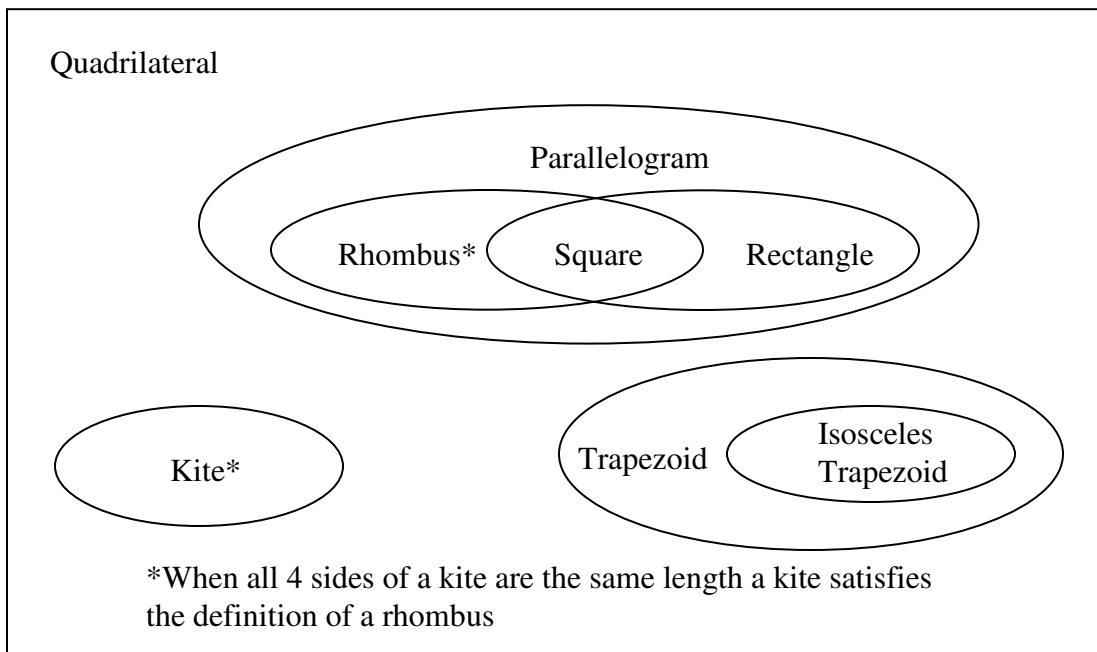 Quadrilateral
Parallelogram
Rhombus* Square Rectangle
Isosceles
Trapezoid Trapezoid
Kite*
*When all 4 sides of a kite are the same length a kite satisfies
the definition of a rhombus